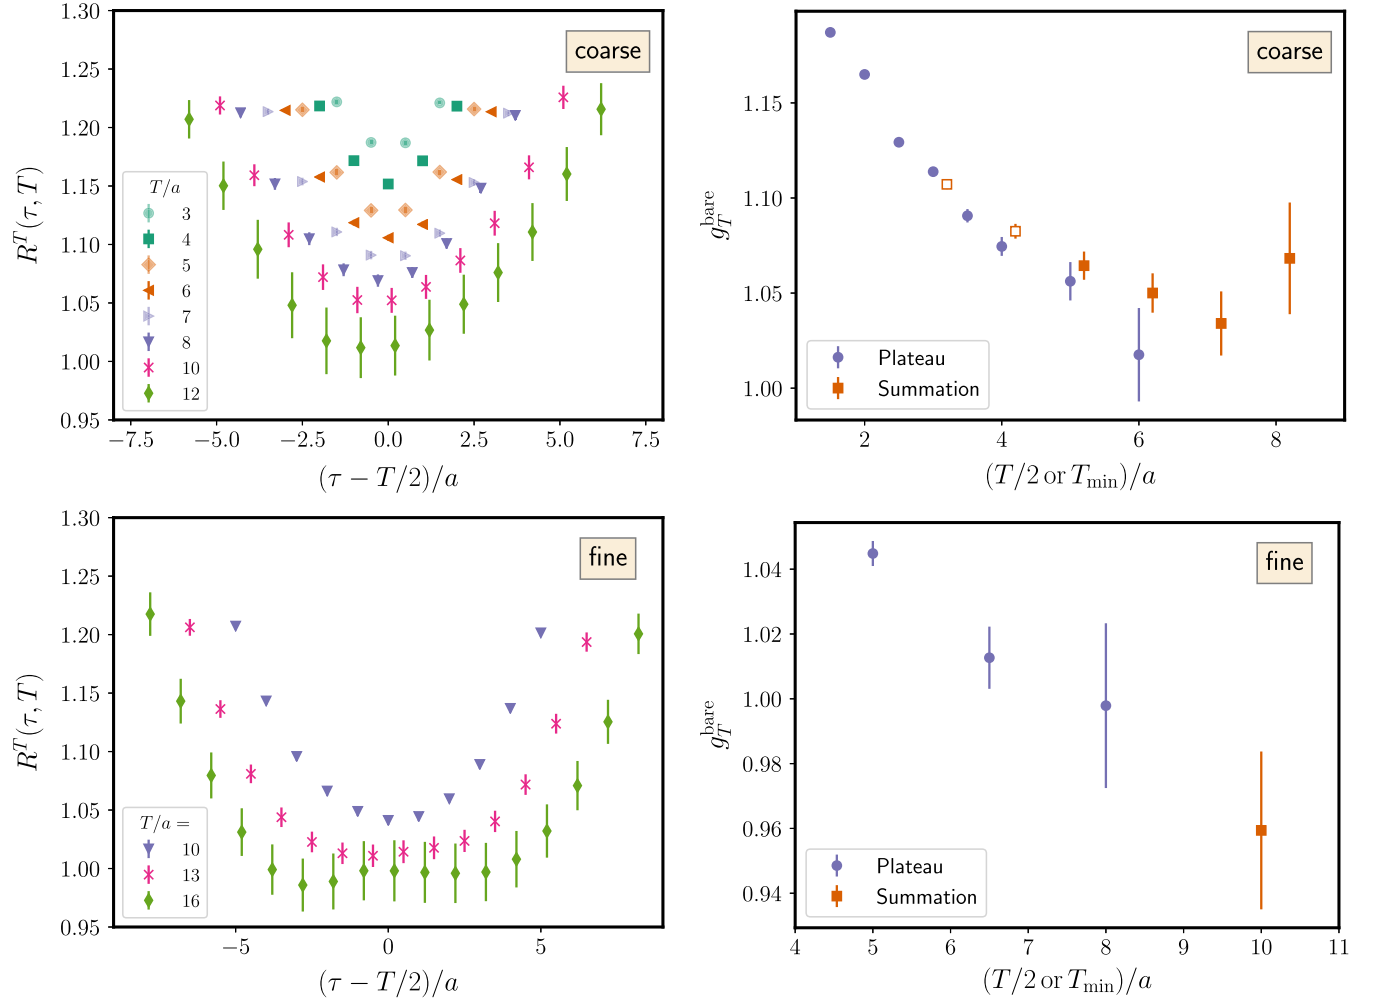 1.30
1.25
1.20
1.15
1.10
1.05
1.00
0.95
R^T(τ, T)
coarse
T/a
3
4
5
6
7
8
10
12
−7.5 −5.0 −2.5 0.0 2.5 5.0 7.5
(τ − T/2)/a
1.15
1.10
1.05
1.00
g_T^bare
coarse
Plateau
Summation
2 4 6 8
(T/2 or T_min)/a
1.30
1.25
1.20
1.15
1.10
1.05
1.00
0.95
R^T(τ, T)
fine
T/a =
10
13
16
−5 0 5
(τ − T/2)/a
1.04
1.02
1.00
0.98
0.96
0.94
g_T^bare
fine
Plateau
Summation
4 5 6 7 8 9 10 11
(T/2 or T_min)/a